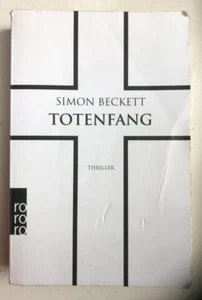 SIMON BECKETT
TOTENFANG
THRILLER
ro
ro
ro